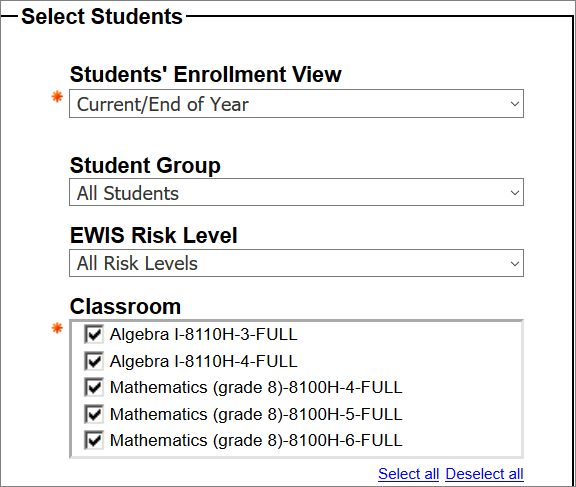 Select Students
Students' Enrollment View
Current/End of Year
Student Group
All Students
EWIS Risk Level
All Risk Levels
Classroom
Algebra I-8110H-3-FULL
Algebra I-8110H-4-FULL
Mathematics (grade 8)-8100H-4-FULL
Mathematics (grade 8)-8100H-5-FULL
Mathematics (grade 8)-8100H-6-FULL
Select all Deselect all